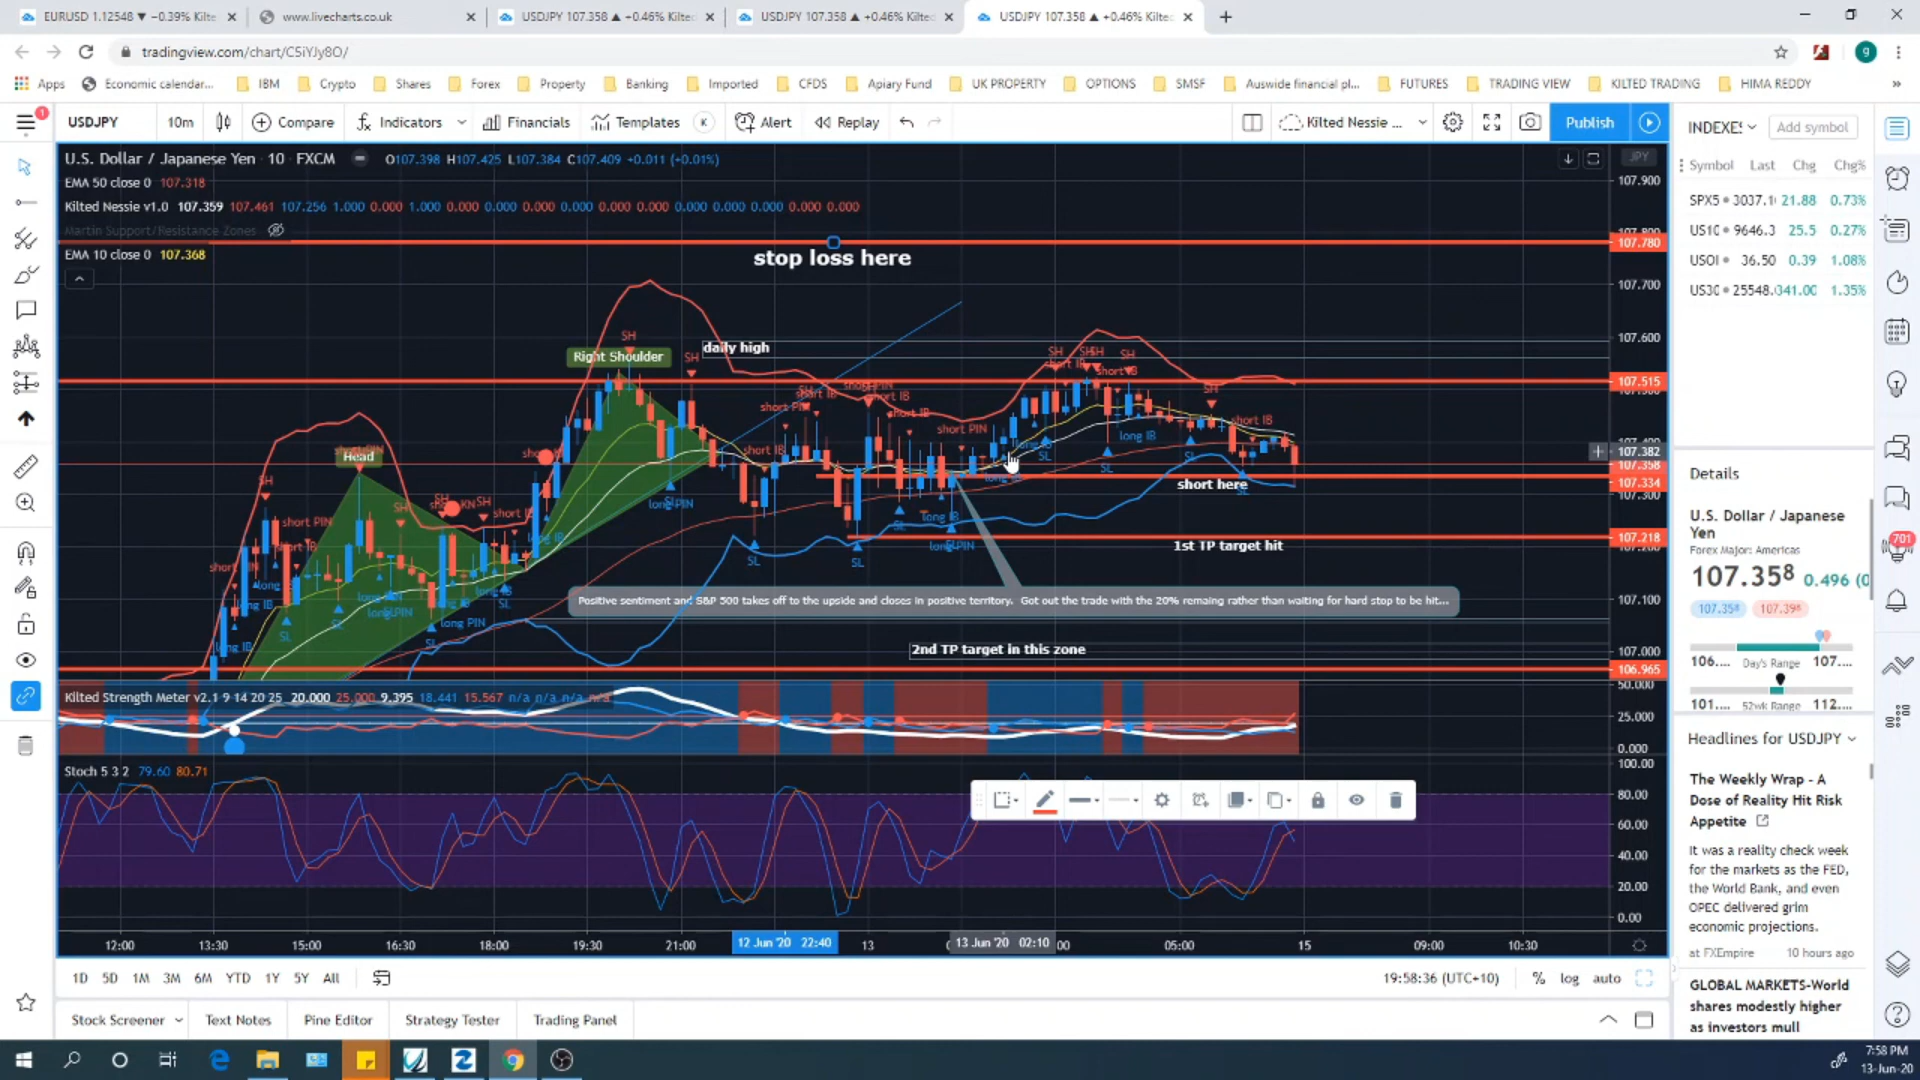 EURUSD 1.12548 ▼ −0.39% Kilte
www.livecharts.co.uk
USDJPY 107.358 ▲ +0.46% Kilte
USDJPY 107.358 ▲ +0.46% Kilte
USDJPY 107.358 ▲ +0.46% Kilte
tradingview.com/chart/C5iYJy8O/
Apps Economic calendar... IBM Crypto Shares Forex Property Banking Imported CFDS Apiary Fund UK PROPERTY OPTIONS SMSF Auswide financial pl... FUTURES TRADING VIEW KILTED TRADING HIMA REDDY »
USDJPY 10m Compare Indicators Financials Templates K Alert Replay Kilted Nessie ... Publish
INDEXES Add symbol
U.S. Dollar / Japanese Yen 10 FXCM O107.398 H107.425 L107.384 C107.409 +0.011 (+0.01%)
EMA 50 close 0 107.318
Kilted Nessie v1.0 107.359 107.461 107.256 1.000 0.000 1.000 0.000 0.000 0.000 0.000 0.000 0.000 0.000 0.000 0.000 0.000 0.000
Martin Support/Resistance Zones
EMA 10 close 0 107.368
stop loss here
daily high
Right Shoulder
Head
short here
1st TP target hit
Positive sentiment and S&P 500 takes off to the upside and closes in positive territory. Got out the trade with the 20% remaing rather than waiting for hard stop to be hit...
2nd TP target in this zone
JPY
107.900
107.780
107.700
107.600
107.515
107.382
107.358
107.334
107.300
107.218
107.100
107.000
106.965
Kilted Strength Meter v2.1 9 14 20 25 20.000 25.000 9.395 18.441 15.567 n/a n/a n/a n/a
50.000
25.000
0.000
Stoch 5 3 2 79.60 80.71
100.00
80.00
60.00
40.00
20.00
0.00
12:00 13:30 15:00 16:30 18:00 19:30 21:00 12 Jun '20 22:40 13 13 Jun '20 02:10 05:00 15 09:00 10:30
1D 5D 1M 3M 6M YTD 1Y 5Y All
19:58:36 (UTC+10) % log auto
Stock Screener Text Notes Pine Editor Strategy Tester Trading Panel
Symbol Last Chg Chg%
SPX5 3037.1 21.88 0.73%
US10 9646.3 25.5 0.27%
USOI 36.50 0.39 1.08%
US30 25548. 341.00 1.35%
Details
U.S. Dollar / Japanese
Yen
Forex Major: Americas
107.358 0.496 (0
107.358 107.398
106.... Day's Range 107....
101.... 52wk Range 112....
Headlines for USDJPY
The Weekly Wrap - A
Dose of Reality Hit Risk
Appetite
It was a reality check week
for the markets as the FED,
the World Bank, and even
OPEC delivered grim
economic projections.
at FXEmpire 10 hours ago
GLOBAL MARKETS-World
shares modestly higher
as investors mull
701
7:58 PM
13-Jun-20